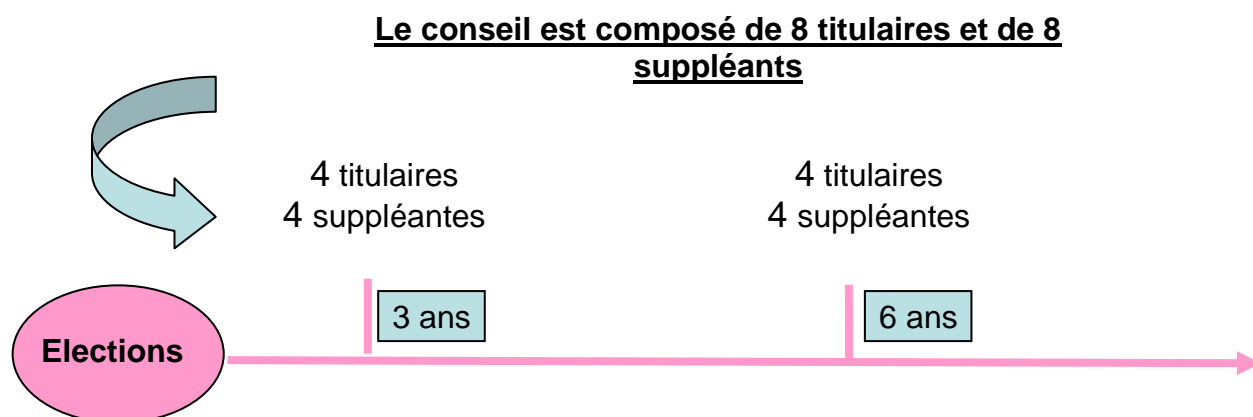 Le conseil est composé de 8 titulaires et de 8
suppléants
4 titulaires
4 suppléantes
4 titulaires
4 suppléantes
3 ans
6 ans
Elections